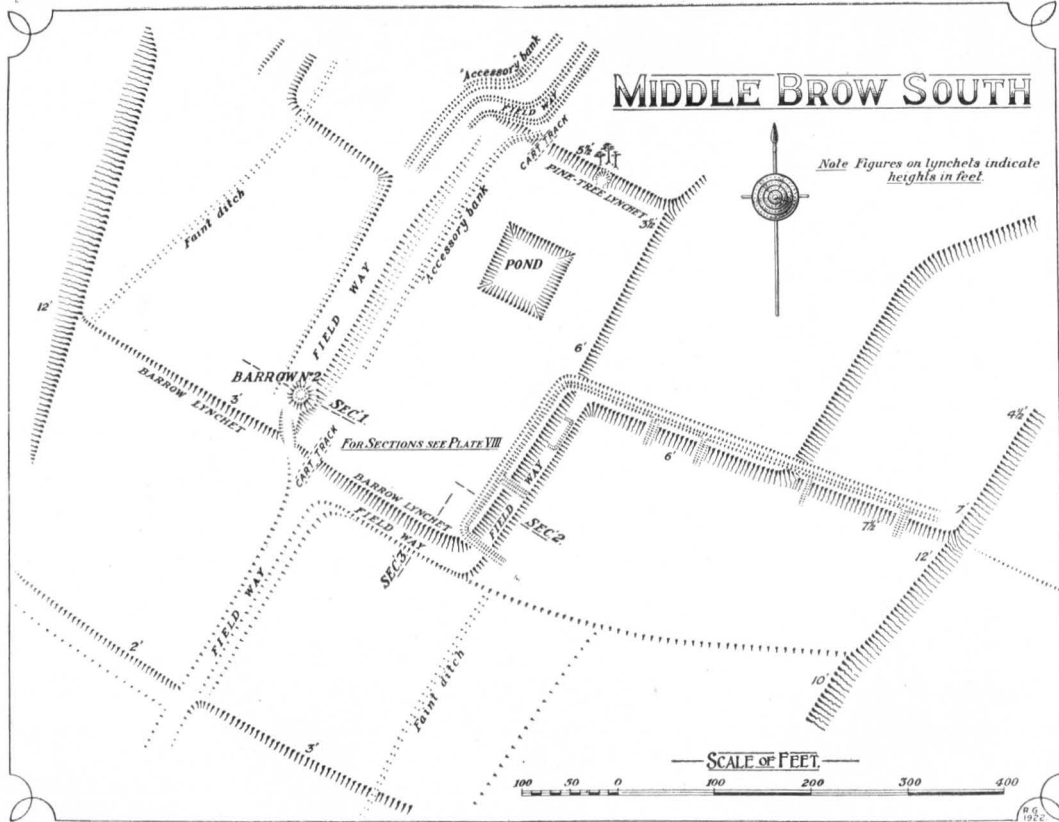 MIDDLE BROW SOUTH
Note Figures on lynchets indicate
heights in feet.
"Accessory bank"
FIELD WAY
CART TRACK
5½'
PINE-TREE LYNCHET
3½'
Faint ditch
Accessory bank
POND
FIELD WAY
12'
6'
BARROW Nº 2
3'
BARROW LYNCHET
SEC. 1.
FOR SECTIONS SEE PLATE VIII
CART TRACK
4½'
6'
BARROW LYNCHET
FIELD WAY
7'
7½'
FIELD WAY
SEC. 2.
12'
SEC. 3.
FIELD WAY
2'
Faint ditch
10'
3'
SCALE OF FEET.
100 50 0 100 200 300 400
R.G.
1922